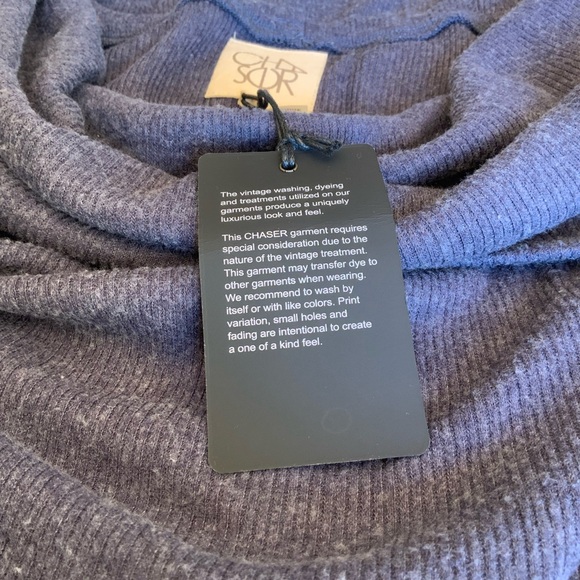 The vintage washing, dyeing
and treatments utilized on our
garments produce a uniquely
luxurious look and feel.
This CHASER garment requires
special consideration due to the
nature of the vintage treatment.
This garment may transfer dye to
other garments when wearing.
We recommend to wash by
itself or with like colors. Print
variation, small holes and
fading are intentional to create
a one of a kind feel.